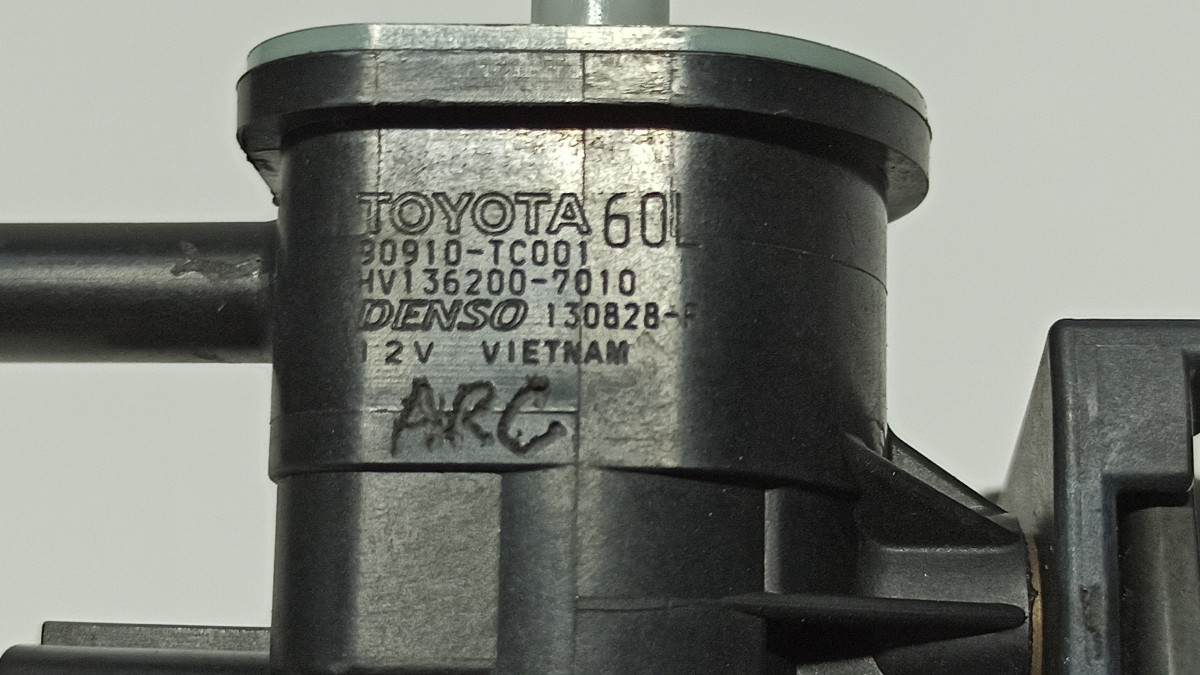 TOYOTA 60L
90910-TC001
HV136200-7010
DENSO 130828-F
12V VIETNAM
ARC